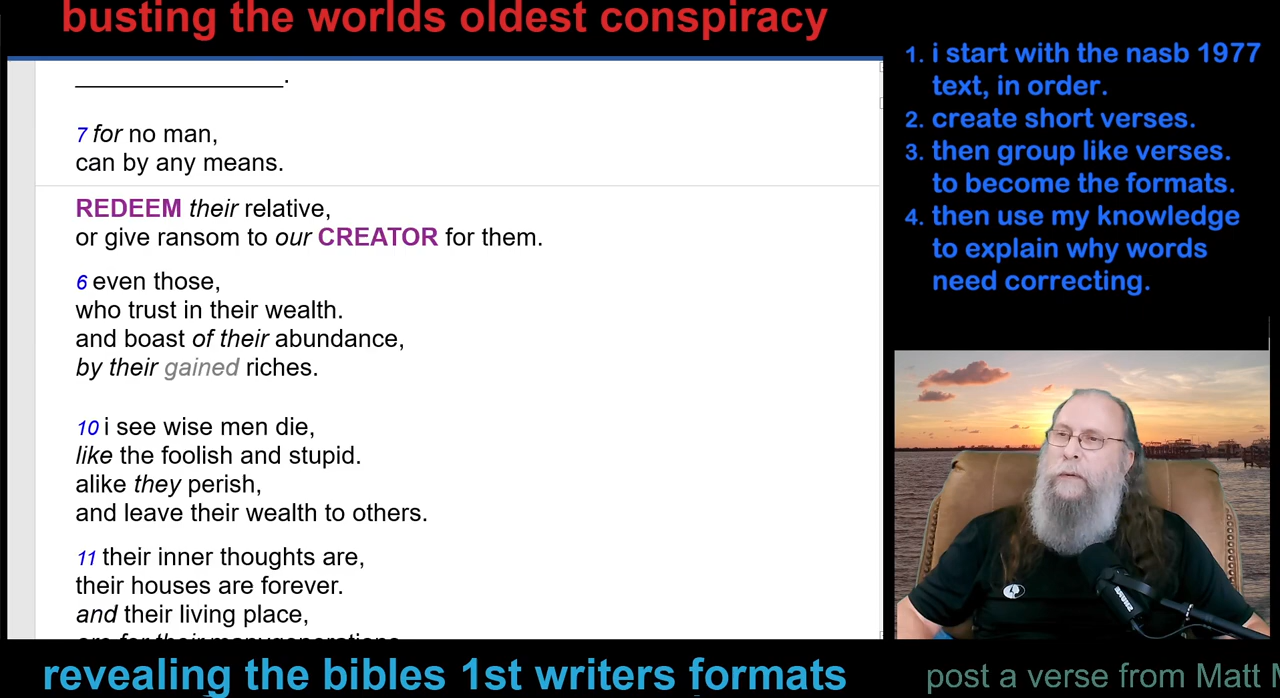 busting the worlds oldest conspiracy
_________________.
7 for no man,
can by any means.
REDEEM their relative,
or give ransom to our CREATOR for them.
6 even those,
who trust in their wealth.
and boast of their abundance,
by their gained riches.
10 i see wise men die,
like the foolish and stupid.
alike they perish,
and leave their wealth to others.
11 their inner thoughts are,
their houses are forever.
and their living place,
are for their manygenerations
1. i start with the nasb 1977
text, in order.
2. create short verses.
3. then group like verses.
to become the formats.
4. then use my knowledge
to explain why words
need correcting.
revealing the bibles 1st writers formats
post a verse from Matt M